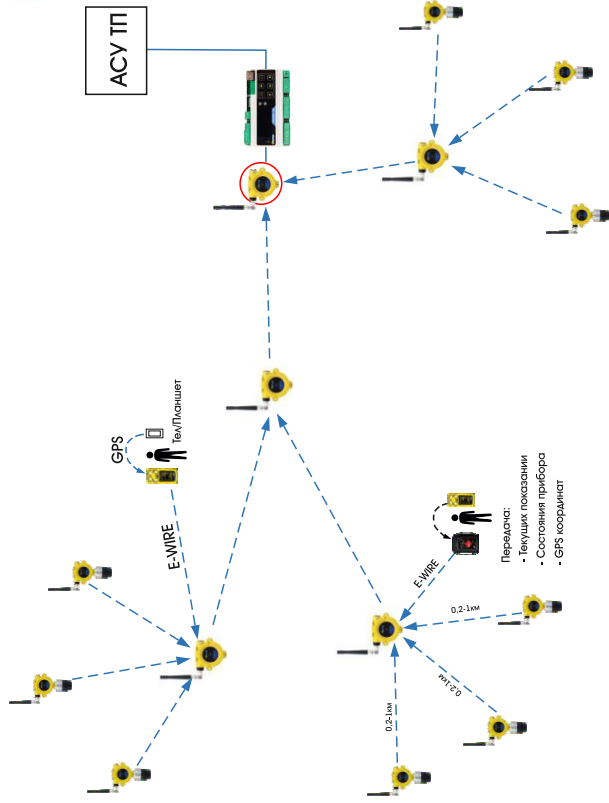 АСУ ТП
GPS
Тел/Планшет
E-WIRE
E-WIRE
Передача:
- Текущих показании
- Состояния прибора
- GPS координат
0,2-1км
0,2-1км
0,2-1км